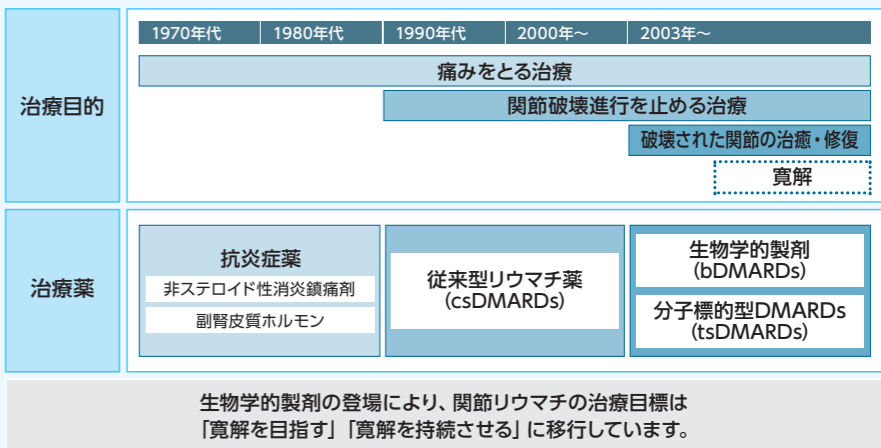 1970年代 1980年代 1990年代 2000年～ 2003年～
治療目的
痛みをとる治療
関節破壊進行を止める治療
破壊された関節の治癒・修復
寛解
治療薬
抗炎症薬
非ステロイド性消炎鎮痛剤
副腎皮質ホルモン
従来型リウマチ薬
(csDMARDs)
生物学的製剤
(bDMARDs)
分子標的型DMARDs
(tsDMARDs)
生物学的製剤の登場により、関節リウマチの治療目標は
「寛解を目指す」「寛解を持続させる」に移行しています。